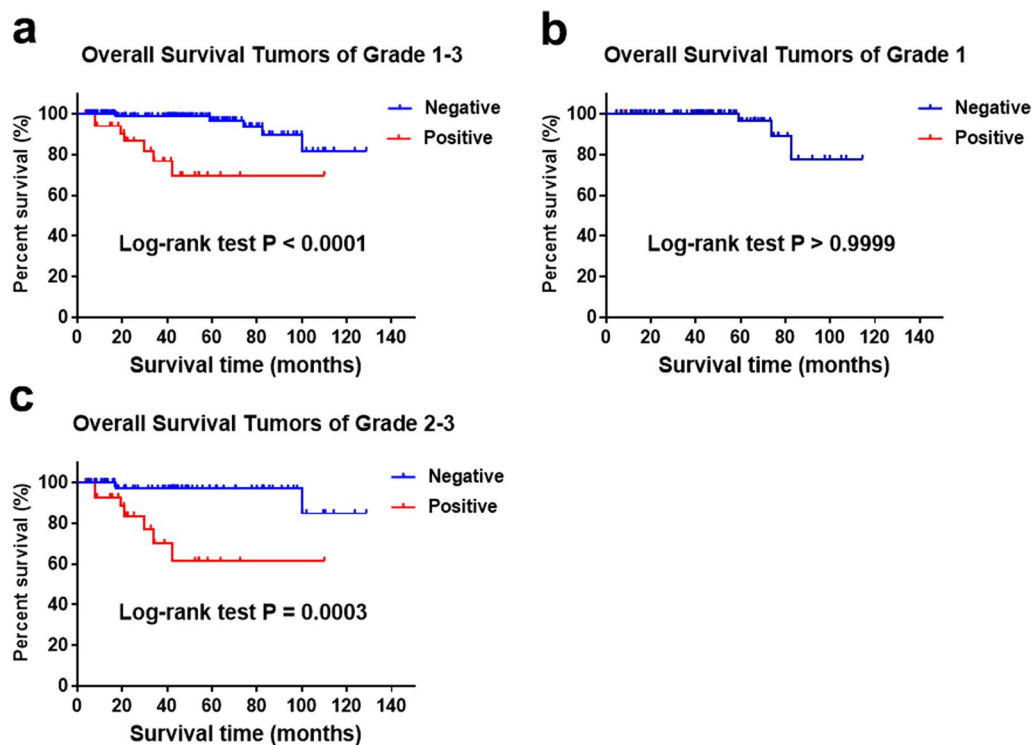 a
Overall Survival Tumors of Grade 1-3
Percent survival (%)
100
80
60
40
20
0
0 20 40 60 80 100 120 140
Survival time (months)
Negative
Positive
Log-rank test P < 0.0001
b
Overall Survival Tumors of Grade 1
Percent survival (%)
100
80
60
40
20
0
0 20 40 60 80 100 120 140
Survival time (months)
Negative
Positive
Log-rank test P > 0.9999
c
Overall Survival Tumors of Grade 2-3
Percent survival (%)
100
80
60
40
20
0
0 20 40 60 80 100 120 140
Survival time (months)
Negative
Positive
Log-rank test P = 0.0003